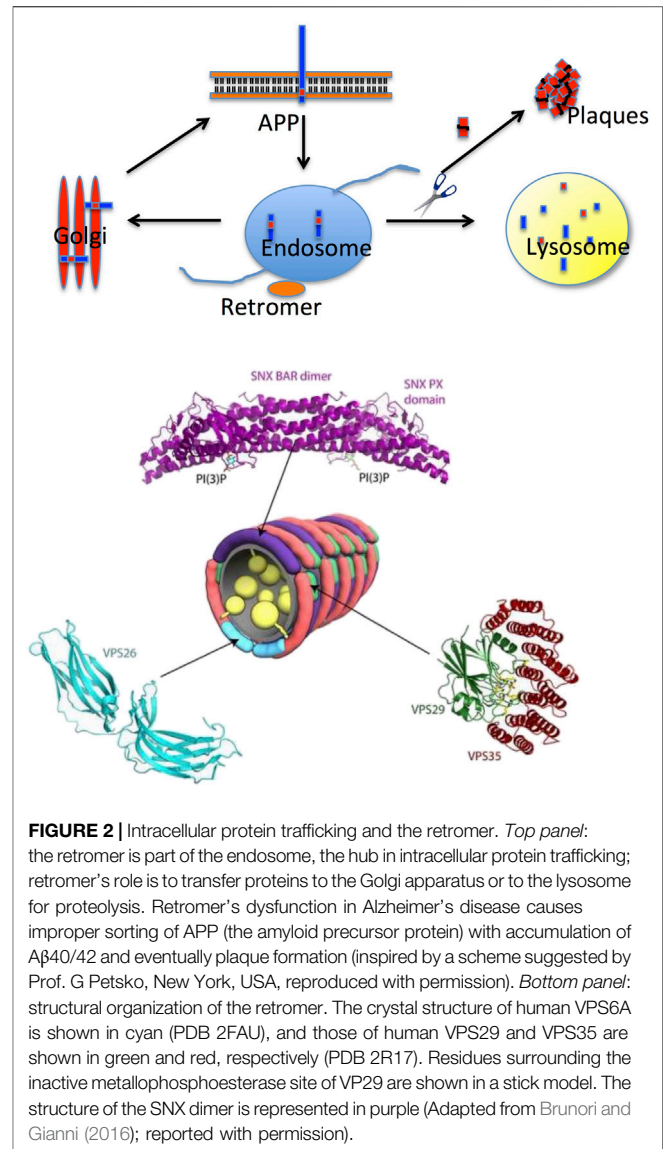 APP
Plaques
Golgi
Endosome
Lysosome
Retromer
SNX BAR dimer
SNX PX
domain
PI(3)P
PI(3)P
VPS26
VPS29
VPS35
FIGURE 2 | Intracellular protein trafficking and the retromer. Top panel:
the retromer is part of the endosome, the hub in intracellular protein trafficking;
retromer's role is to transfer proteins to the Golgi apparatus or to the lysosome
for proteolysis. Retromer's dysfunction in Alzheimer's disease causes
improper sorting of APP (the amyloid precursor protein) with accumulation of
Aβ40/42 and eventually plaque formation (inspired by a scheme suggested by
Prof. G Petsko, New York, USA, reproduced with permission). Bottom panel:
structural organization of the retromer. The crystal structure of human VPS6A
is shown in cyan (PDB 2FAU), and those of human VPS29 and VPS35 are
shown in green and red, respectively (PDB 2R17). Residues surrounding the
inactive metallophosphoesterase site of VP29 are shown in a stick model. The
structure of the SNX dimer is represented in purple (Adapted from Brunori and
Gianni (2016); reported with permission).